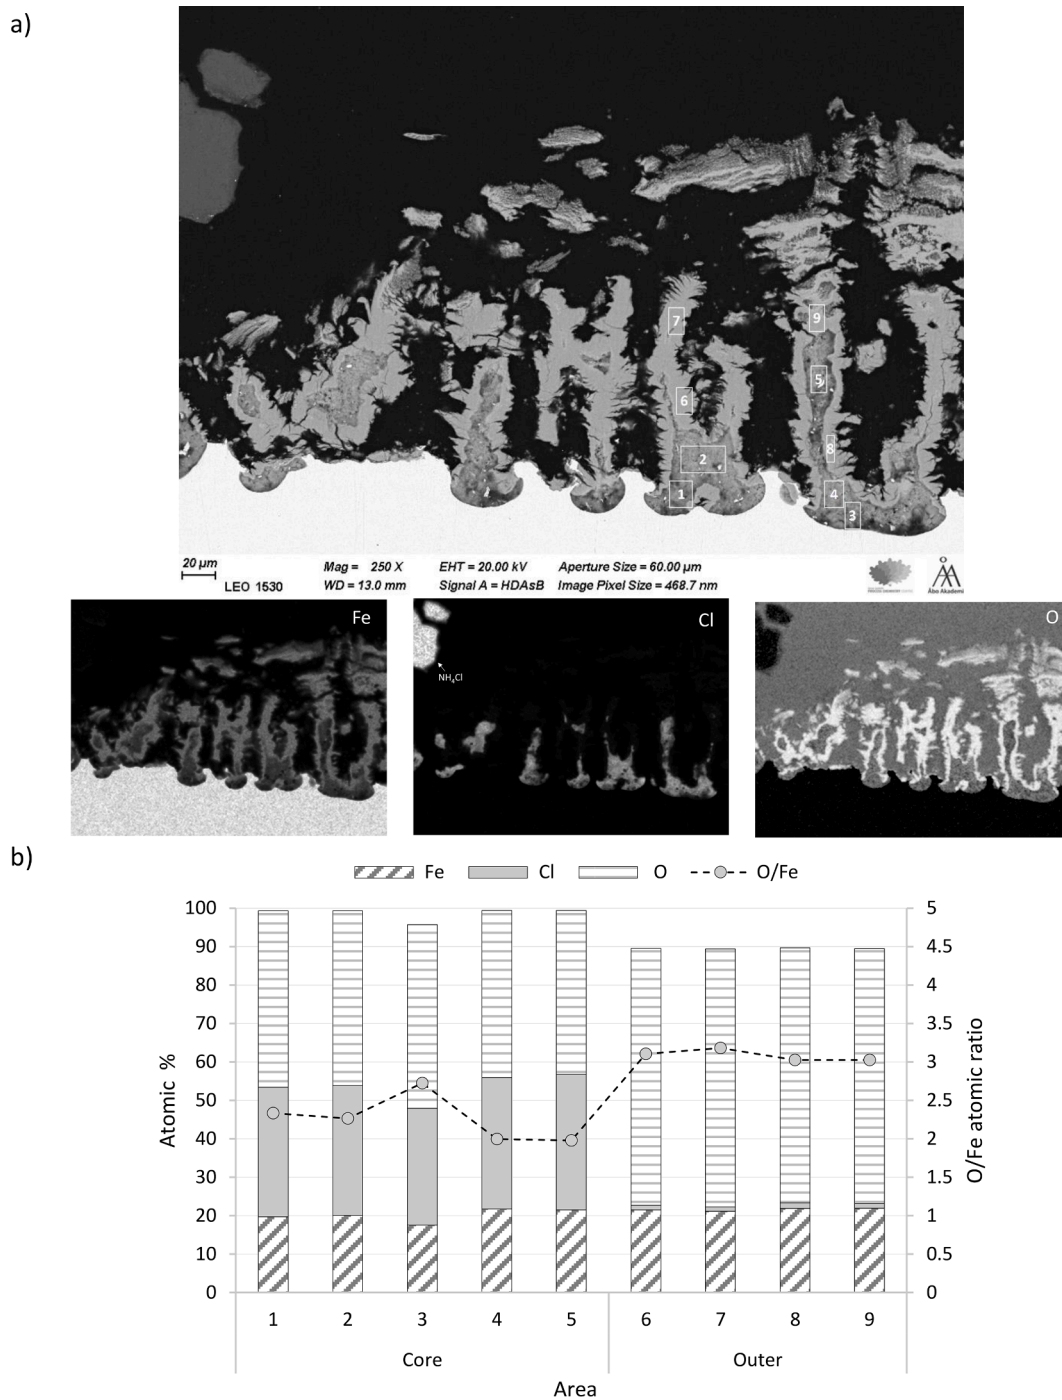 a)
7
9
5
6
8
2
1
4
3
20 µm
Mag = 250 X EHT = 20.00 kV Aperture Size = 60.00 µm
LEO 1530 WD = 13.0 mm Signal A = HDAsB Image Pixel Size = 468.7 nm
Åbo Akademi
Fe
Cl
O
NH₄Cl
b)
Fe Cl O O/Fe
100
90
80
70
60
50
40
30
20
10
0
Atomic %
5
4.5
4
3.5
3
2.5
2
1.5
1
0.5
0
O/Fe atomic ratio
1 2 3 4 5 6 7 8 9
Core Outer
Area